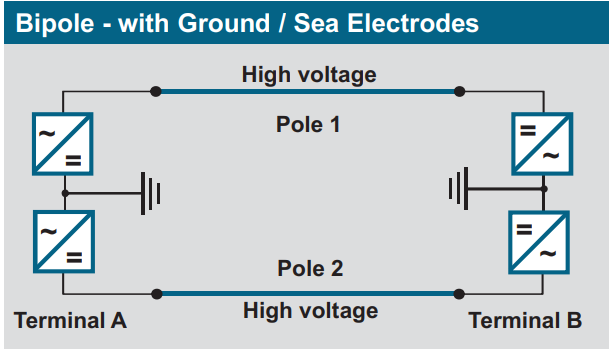 Bipole - with Ground / Sea Electrodes
High voltage
Pole 1
~
=
=
~
~
=
=
~
Pole 2
High voltage
Terminal A
Terminal B